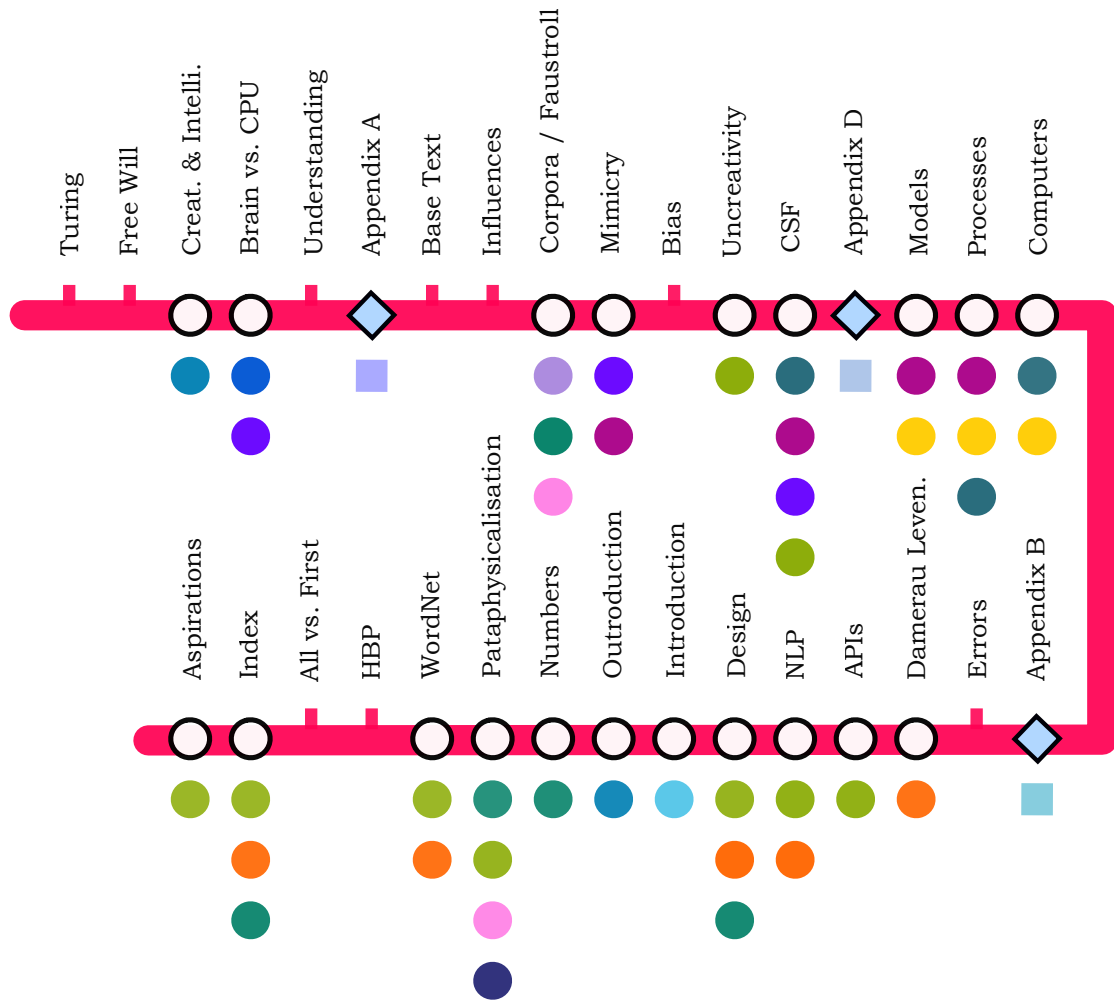 Turing
Free Will
Creat. & Intelli.
Brain vs. CPU
Understanding
Appendix A
Base Text
Influences
Corpora / Faustroll
Mimicry
Bias
Uncreativity
CSF
Appendix D
Models
Processes
Computers
Aspirations
Index
All vs. First
HBP
WordNet
Pataphysicalisation
Numbers
Outroduction
Introduction
Design
NLP
APIs
Damerau Leven.
Errors
Appendix B